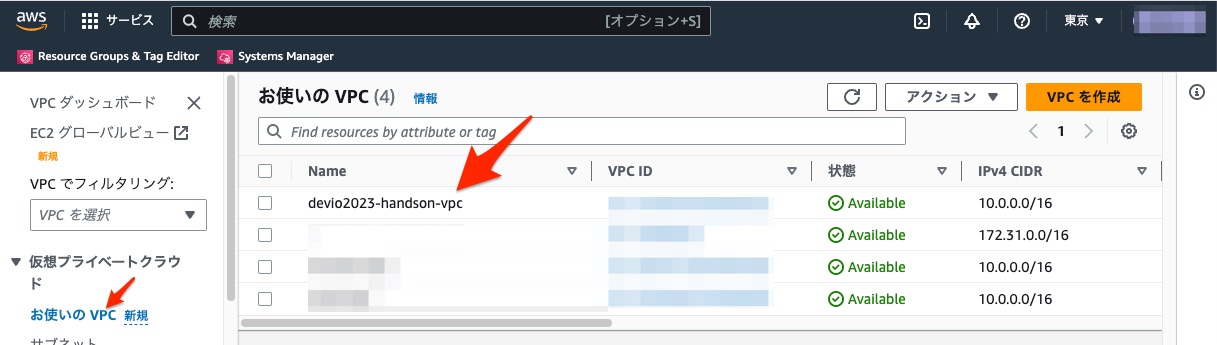 aws サービス 検索 [オプション+S] 東京
Resource Groups & Tag Editor Systems Manager
VPC ダッシュボード
EC2 グローバルビュー
新規
VPC でフィルタリング:
VPC を選択
仮想プライベートクラウ
ド
お使いの VPC 新規
サブネット
お使いの VPC (4) 情報 アクション VPC を作成
Find resources by attribute or tag 1
Name VPC ID 状態 IPv4 CIDR
devio2023-handson-vpc Available 10.0.0.0/16
Available 172.31.0.0/16
Available 10.0.0.0/16
Available 10.0.0.0/16